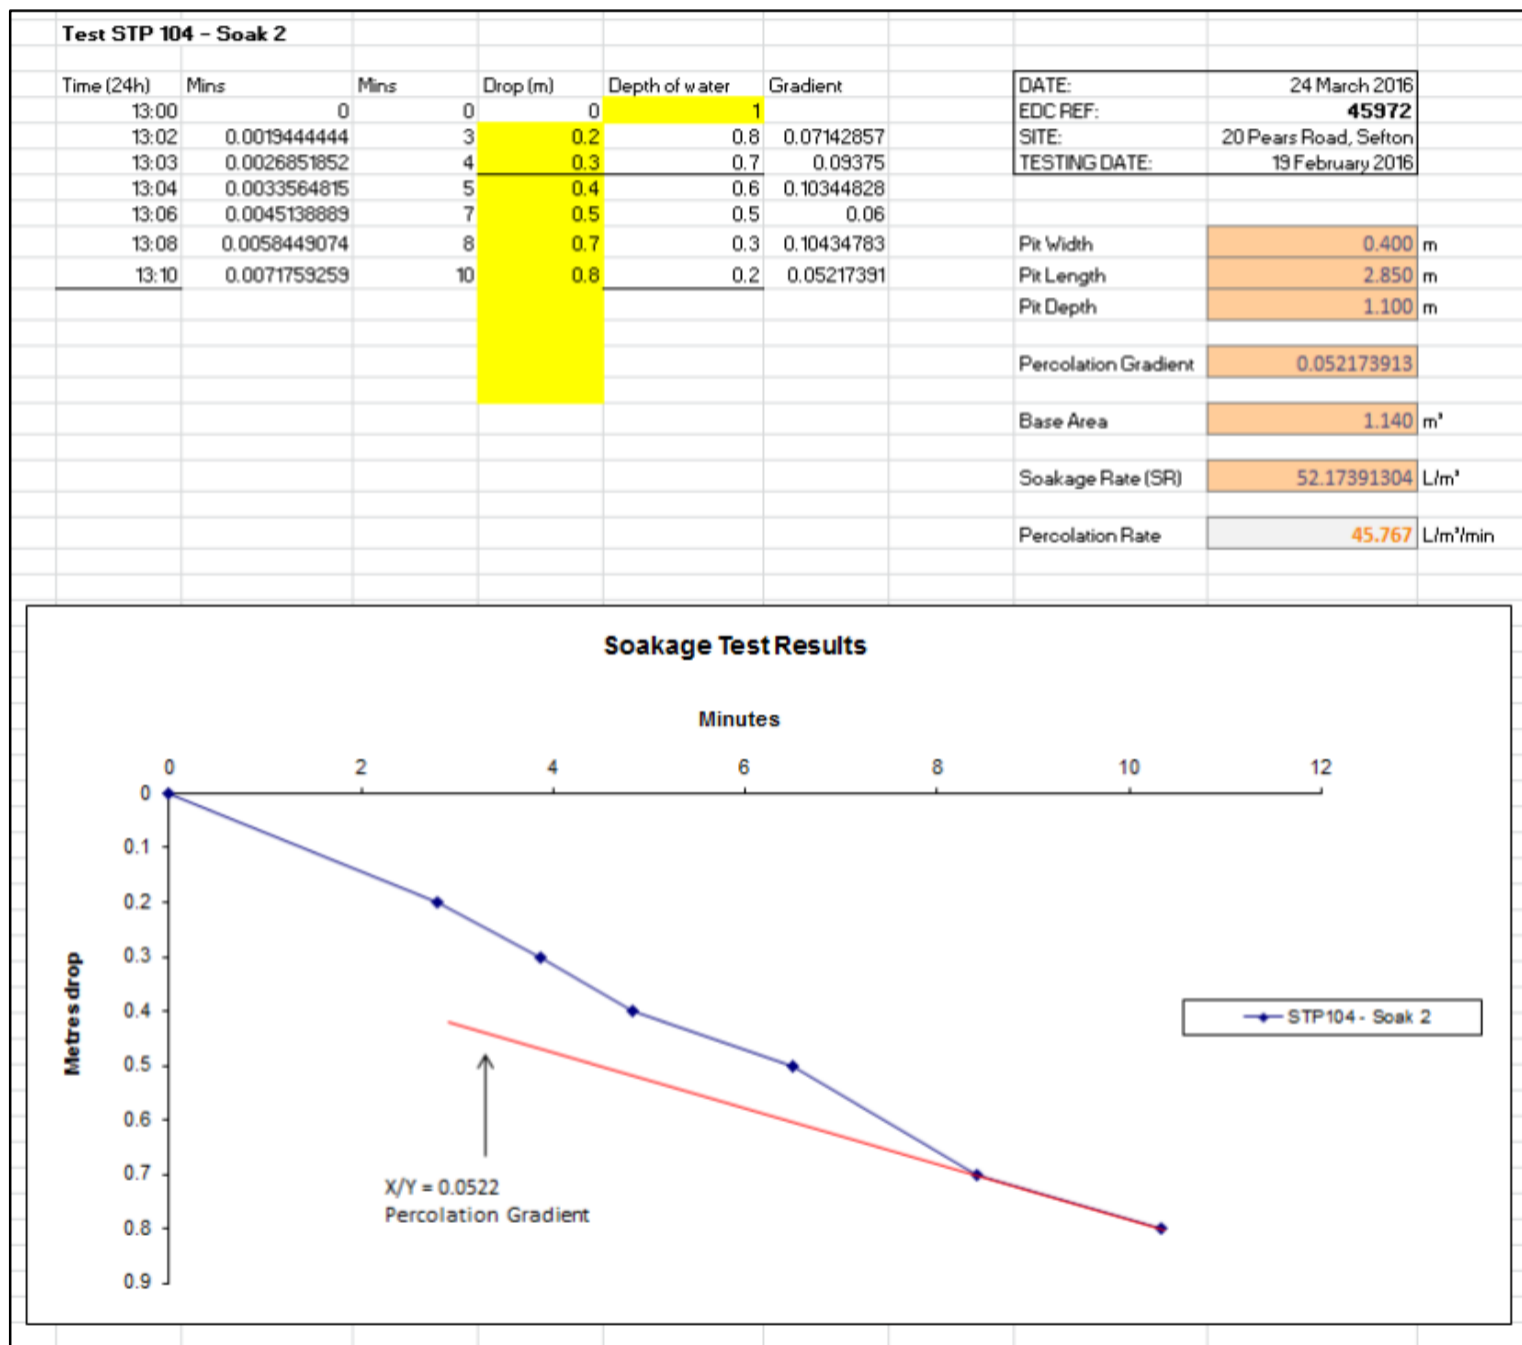 Test STP 104 - Soak 2
Time (24h) Mins Mins Drop (m) Depth of water Gradient
13:00 0 0 0 1
13:02 0.0019444444 3 0.2 0.8 0.07142857
13:03 0.0026851852 4 0.3 0.7 0.09375
13:04 0.0033564815 5 0.4 0.6 0.10344828
13:06 0.0045138889 7 0.5 0.5 0.06
13:08 0.0058449074 8 0.7 0.3 0.10434783
13:10 0.0071759259 10 0.8 0.2 0.05217391
DATE: 24 March 2016
EDC REF: 45972
SITE: 20 Pears Road, Sefton
TESTING DATE: 19 February 2016
Pit Width 0.400 m
Pit Length 2.850 m
Pit Depth 1.100 m
Percolation Gradient 0.052173913
Base Area 1.140 m²
Soakage Rate (SR) 52.17391304 L/m²
Percolation Rate 45.767 L/m²/min
Soakage Test Results
Minutes
0 2 4 6 8 10 12
0
0.1
0.2
0.3
0.4
0.5
0.6
0.7
0.8
0.9
Metres drop
X/Y = 0.0522
Percolation Gradient
STP104 - Soak 2